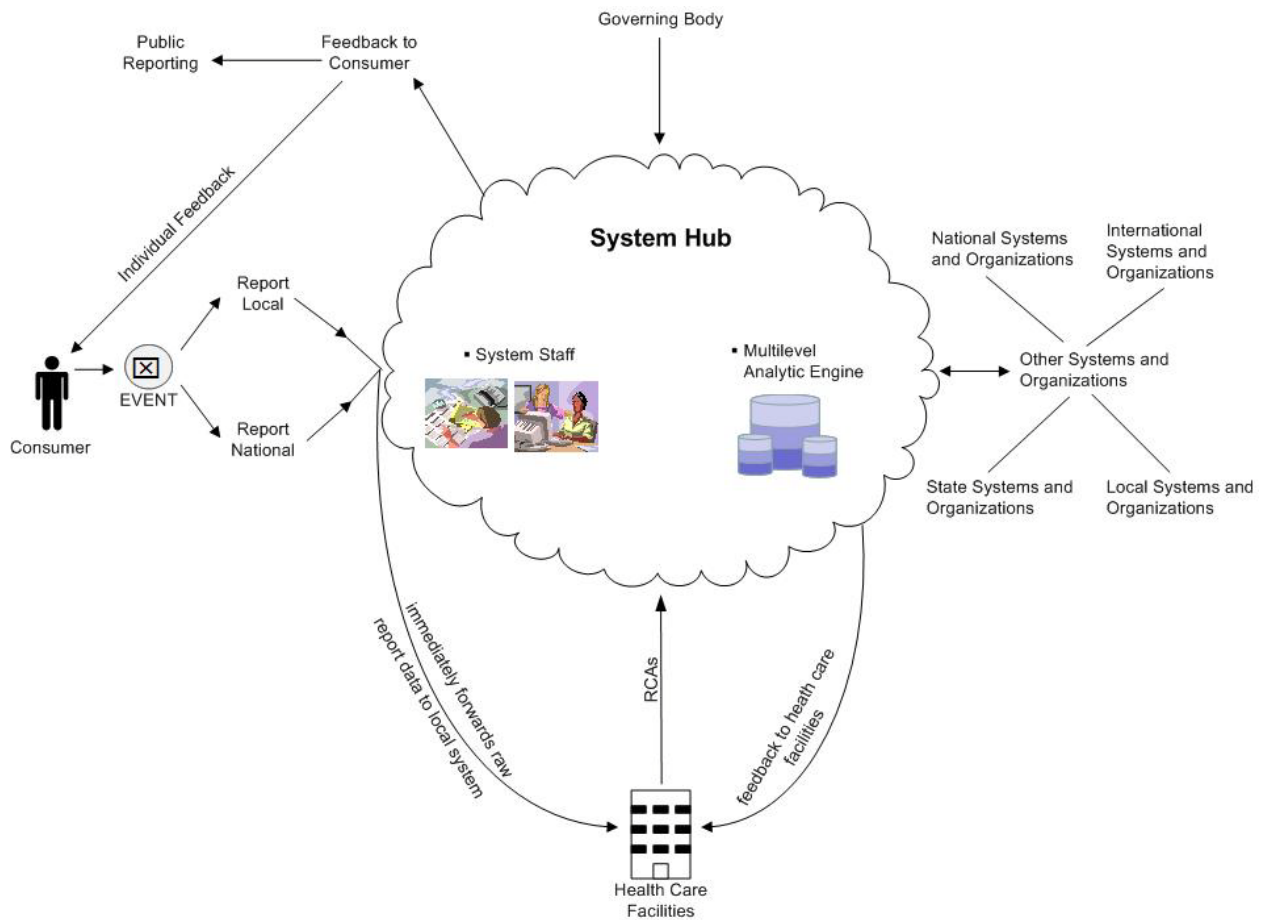 Governing Body
Public
Reporting
Feedback to
Consumer
Individual Feedback
System Hub
National Systems
and Organizations
International
Systems and
Organizations
Report
Local
▪ System Staff
▪ Multilevel
Analytic Engine
Other Systems and
Organizations
EVENT
Consumer
Report
National
State Systems and
Organizations
Local Systems and
Organizations
immediately forwards raw
report data to local system
RCAs
feedback to heath care
facilities
Health Care
Facilities